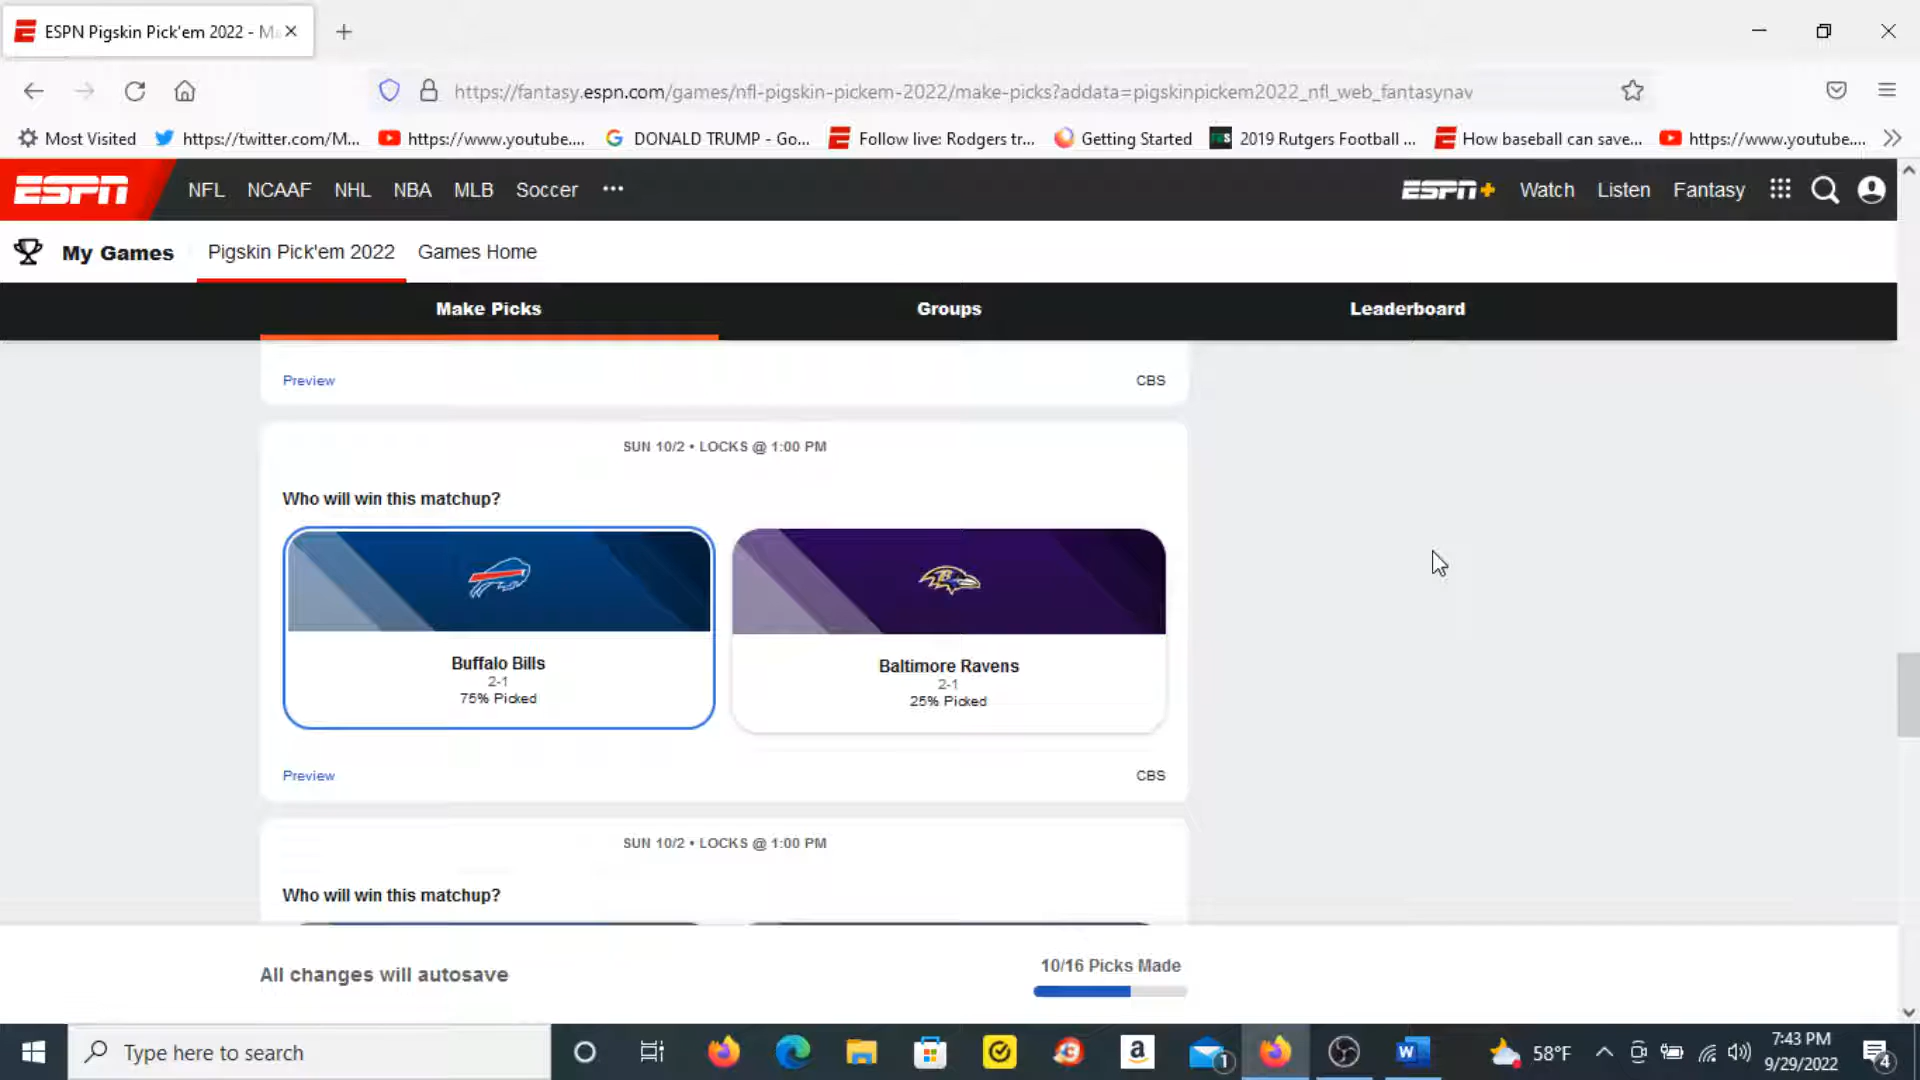 ESPN Pigskin Pick'em 2022 - Ma
https://fantasy.espn.com/games/nfl-pigskin-pickem-2022/make-picks?addata=pigskinpickem2022_nfl_web_fantasynav
Most Visited https://twitter.com/M... https://www.youtube.... DONALD TRUMP - Go... Follow live: Rodgers tr... Getting Started 2019 Rutgers Football ... How baseball can save... https://www.youtube....
ESPN NFL NCAAF NHL NBA MLB Soccer ESPN+ Watch Listen Fantasy
My Games Pigskin Pick'em 2022 Games Home
Make Picks Groups Leaderboard
Preview CBS
SUN 10/2 • LOCKS @ 1:00 PM
Who will win this matchup?
Buffalo Bills Baltimore Ravens
2-1 2-1
75% Picked 25% Picked
Preview CBS
SUN 10/2 • LOCKS @ 1:00 PM
Who will win this matchup?
All changes will autosave 10/16 Picks Made
Type here to search 1 58°F 7:43 PM
9/29/2022 4